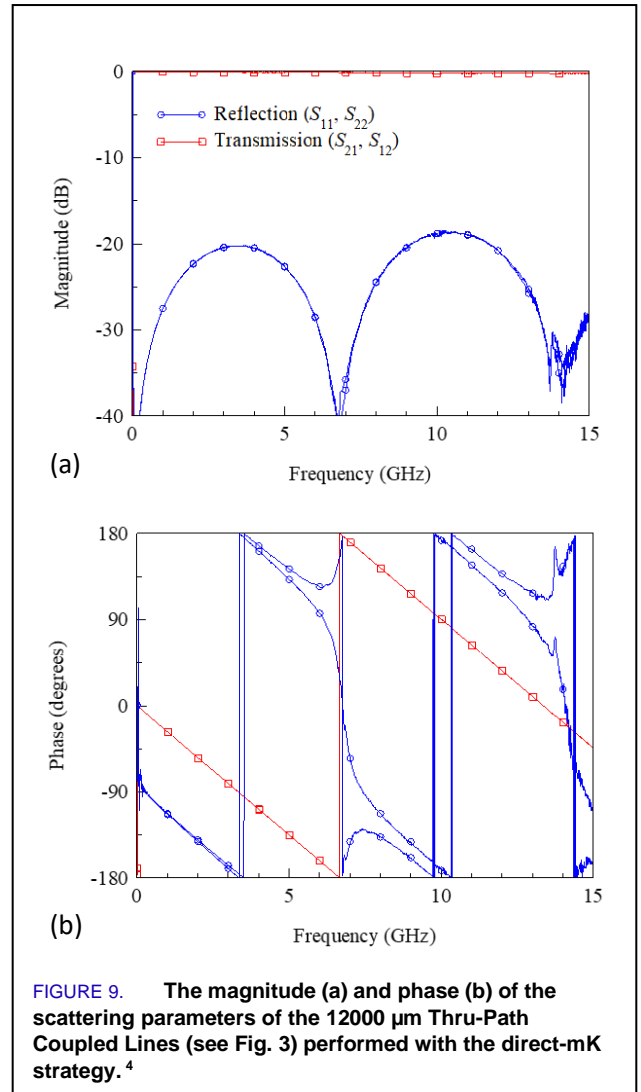 0
-10
-20
-30
-40
Magnitude (dB)
Reflection (S11, S22)
Transmission (S21, S12)
0
5
10
15
(a)
Frequency (GHz)
180
90
0
-90
-180
Phase (degrees)
0
5
10
15
(b)
Frequency (GHz)
FIGURE 9. The magnitude (a) and phase (b) of the
scattering parameters of the 12000 µm Thru-Path
Coupled Lines (see Fig. 3) performed with the direct-mK
strategy. 4